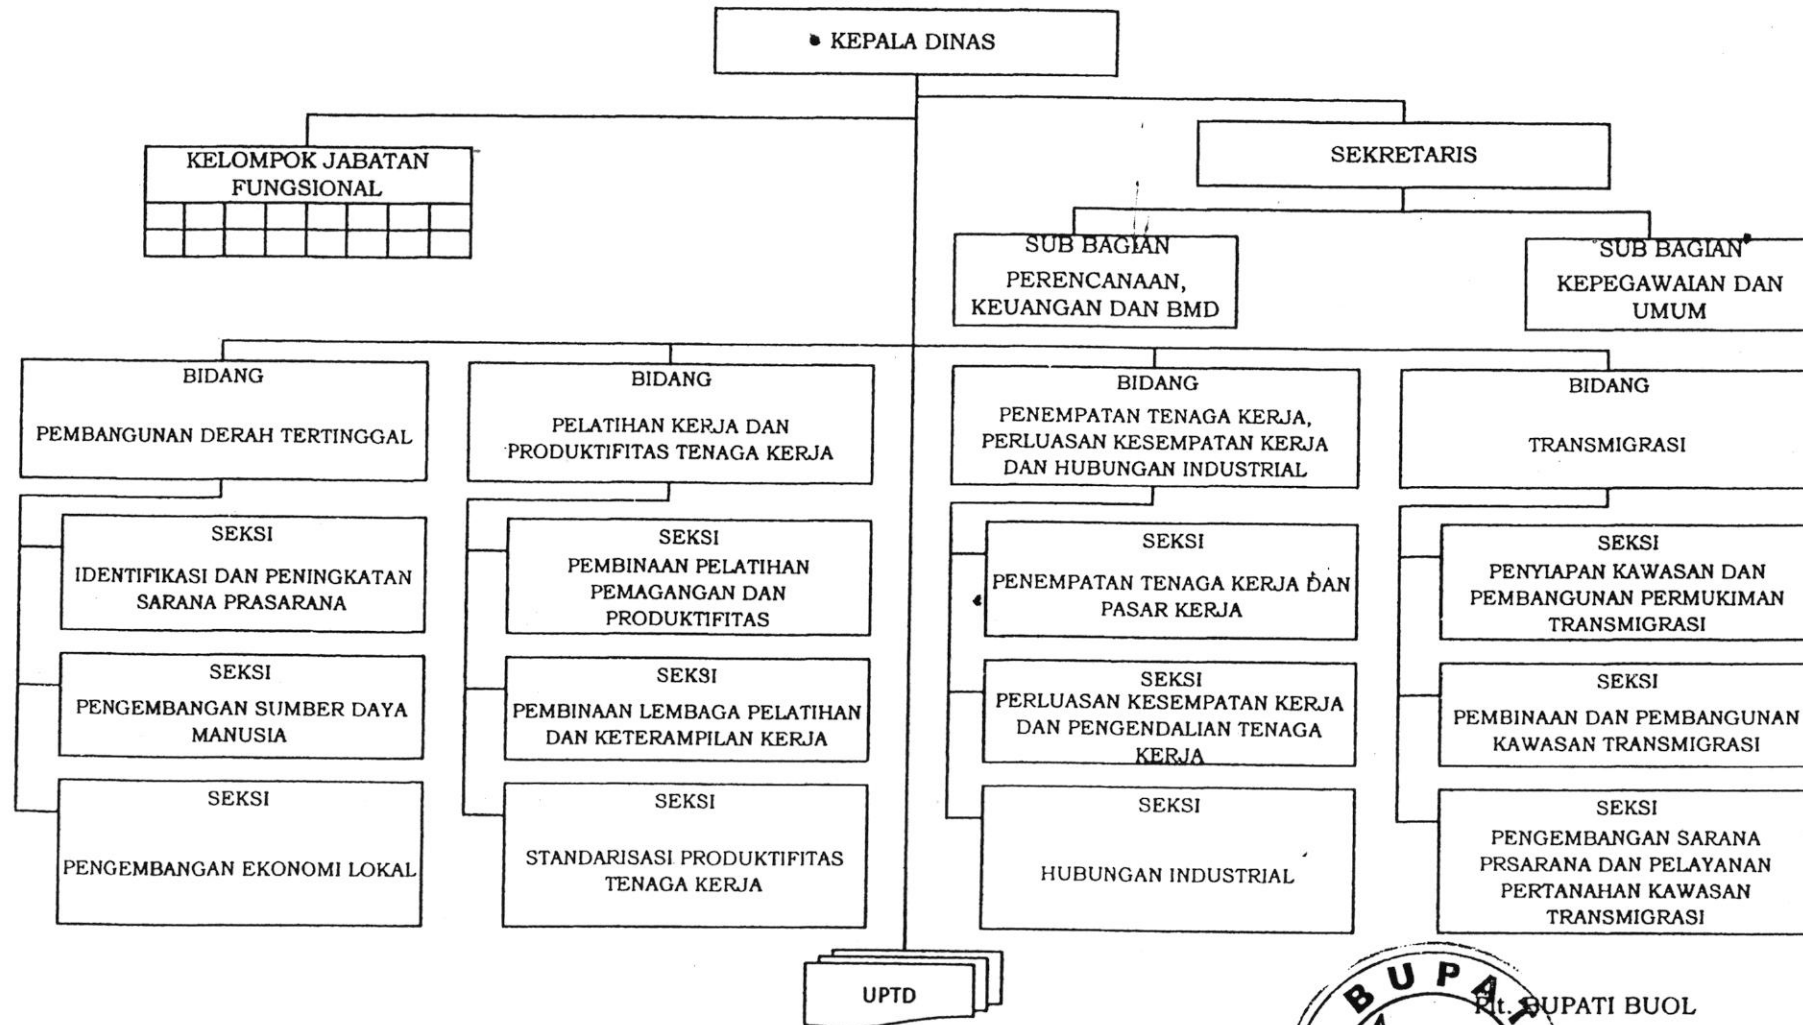 KEPALA DINAS
KELOMPOK JABATAN
FUNGSIONAL
SEKRETARIS
SUB BAGIAN
PERENCANAAN,
KEUANGAN DAN BMD
SUB BAGIAN
KEPEGAWAIAN DAN
UMUM
BIDANG
PEMBANGUNAN DERAH TERTINGGAL
BIDANG
PELATIHAN KERJA DAN
PRODUKTIFITAS TENAGA KERJA
BIDANG
PENEMPATAN TENAGA KERJA,
PERLUASAN KESEMPATAN KERJA
DAN HUBUNGAN INDUSTRIAL
BIDANG
TRANSMIGRASI
SEKSI
IDENTIFIKASI DAN PENINGKATAN
SARANA PRASARANA
SEKSI
PEMBINAAN PELATIHAN
PEMAGANGAN DAN
PRODUKTIFITAS
SEKSI
PENEMPATAN TENAGA KERJA DAN
PASAR KERJA
SEKSI
PENYIAPAN KAWASAN DAN
PEMBANGUNAN PERMUKIMAN
TRANSMIGRASI
SEKSI
PENGEMBANGAN SUMBER DAYA
MANUSIA
SEKSI
PEMBINAAN LEMBAGA PELATIHAN
DAN KETERAMPILAN KERJA
SEKSI
PERLUASAN KESEMPATAN KERJA
DAN PENGENDALIAN TENAGA
KERJA
SEKSI
PEMBINAAN DAN PEMBANGUNAN
KAWASAN TRANSMIGRASI
SEKSI
PENGEMBANGAN EKONOMI LOKAL
SEKSI
STANDARISASI PRODUKTIFITAS
TENAGA KERJA
SEKSI
HUBUNGAN INDUSTRIAL
SEKSI
PENGEMBANGAN SARANA
PRSARANA DAN PELAYANAN
PERTANAHAN KAWASAN
TRANSMIGRASI
UPTD
BUPAT
Plt. BUPATI BUOL